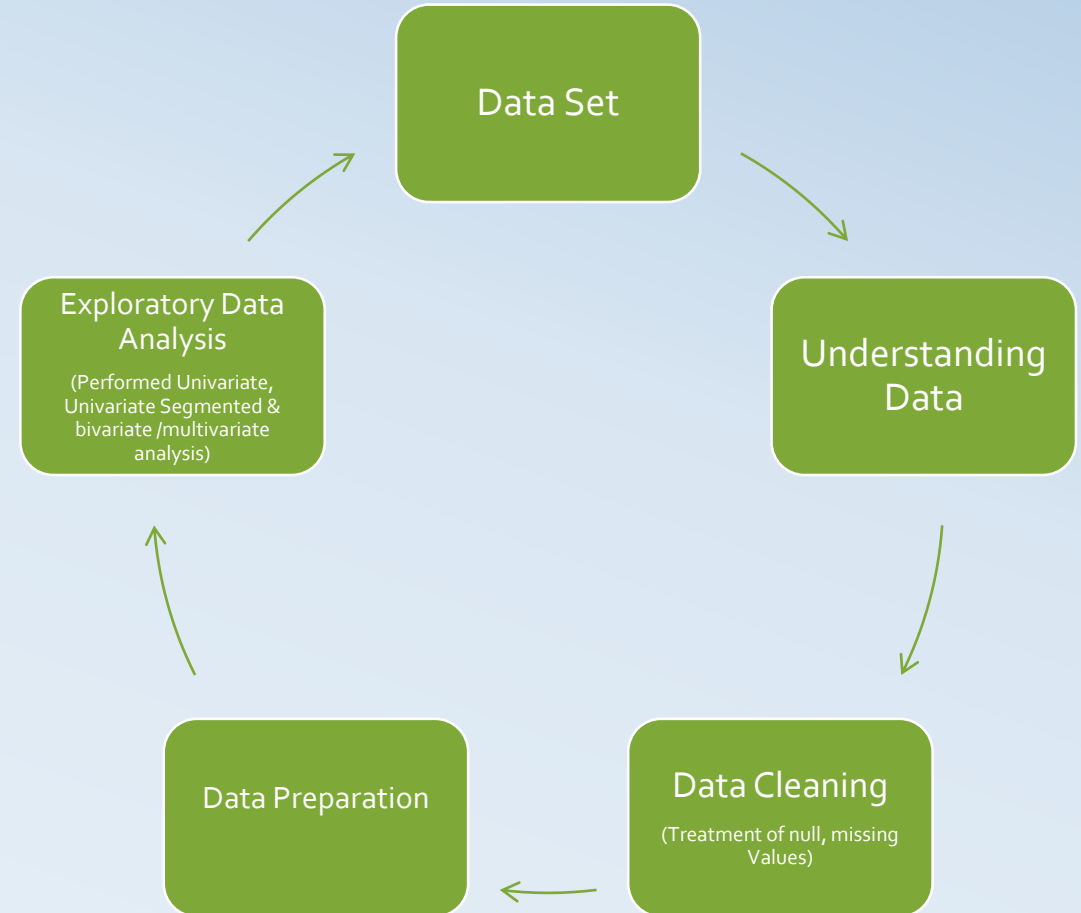 Data Set
Understanding
Data
Data Cleaning
(Treatment of null, missing
Values)
Data Preparation
Exploratory Data
Analysis
(Performed Univariate,
Univariate Segmented &
bivariate /multivariate
analysis)